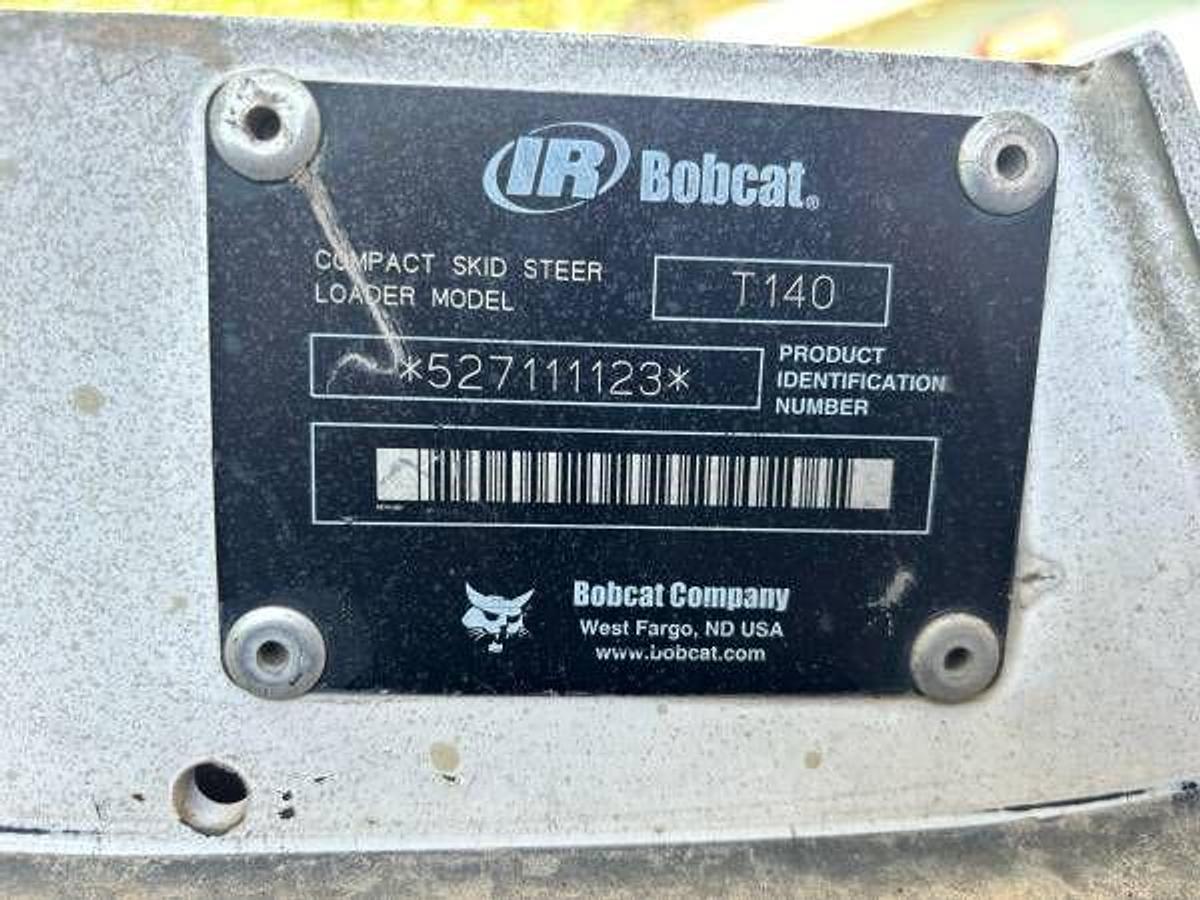 IR Bobcat®
COMPACT SKID STEER
LOADER MODEL
T140
*527111123*
PRODUCT
IDENTIFICATION
NUMBER
Bobcat Company
West Fargo, ND USA
www.bobcat.com